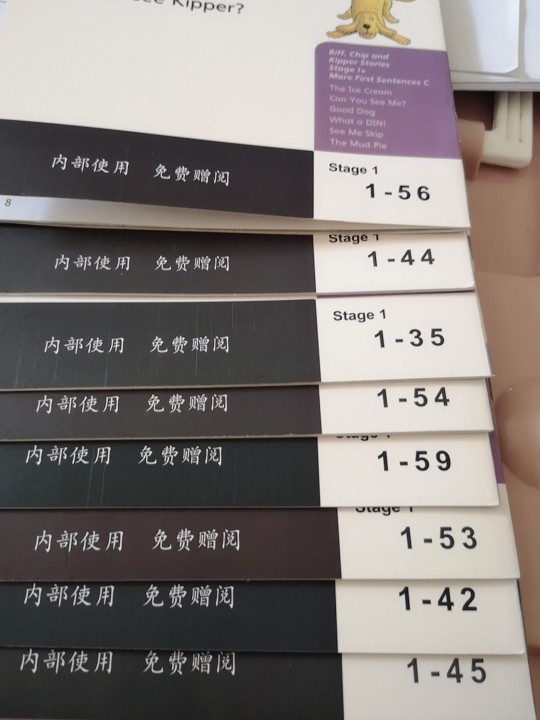 Kipper?
Biff, Chip and
Kipper Stories
Stage 1+
More First Sentences C
The Ice Cream
Can You See Me?
Good Dog
What a DIN!
See Me Skip
The Mud Pie
内部使用 免费赠阅
Stage 1
1-56
8
内部使用 免费赠阅
Stage 1
1-44
内部使用 免费赠阅
Stage 1
1-35
内部使用 免费赠阅
1-54
内部使用 免费赠阅
1-59
内部使用 免费赠阅
Stage 1
1-53
内部使用 免费赠阅
1-42
内部使用 免费赠阅
1-45